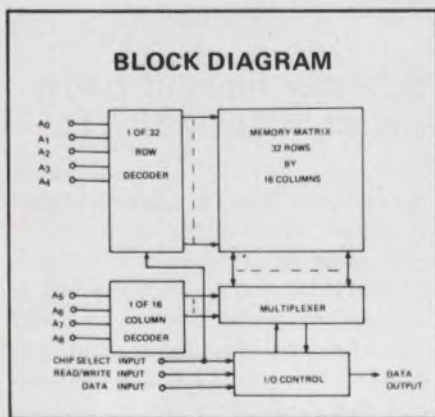 BLOCK DIAGRAM
A0
A1
A2
A3
A4
1 OF 32
ROW
DECODER
MEMORY MATRIX
32 ROWS
BY
16 COLUMNS
A5
A6
A7
A8
1 OF 16
COLUMN
DECODER
MULTIPLEXER
CHIP SELECT INPUT
READ/WRITE INPUT
DATA INPUT
I/O CONTROL
DATA
OUTPUT